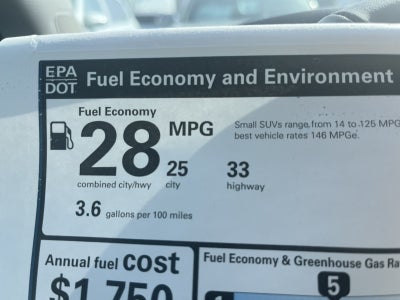 EPA
DOT
Fuel Economy and Environment
Fuel Economy
28 MPG
Small SUVs range from 14 to 125 MPG
best vehicle rates 146 MPGe.
25
33
combined city/hwy
city
highway
3.6 gallons per 100 miles
Annual fuel cost
Fuel Economy & Greenhouse Gas Ra
$1,750
5